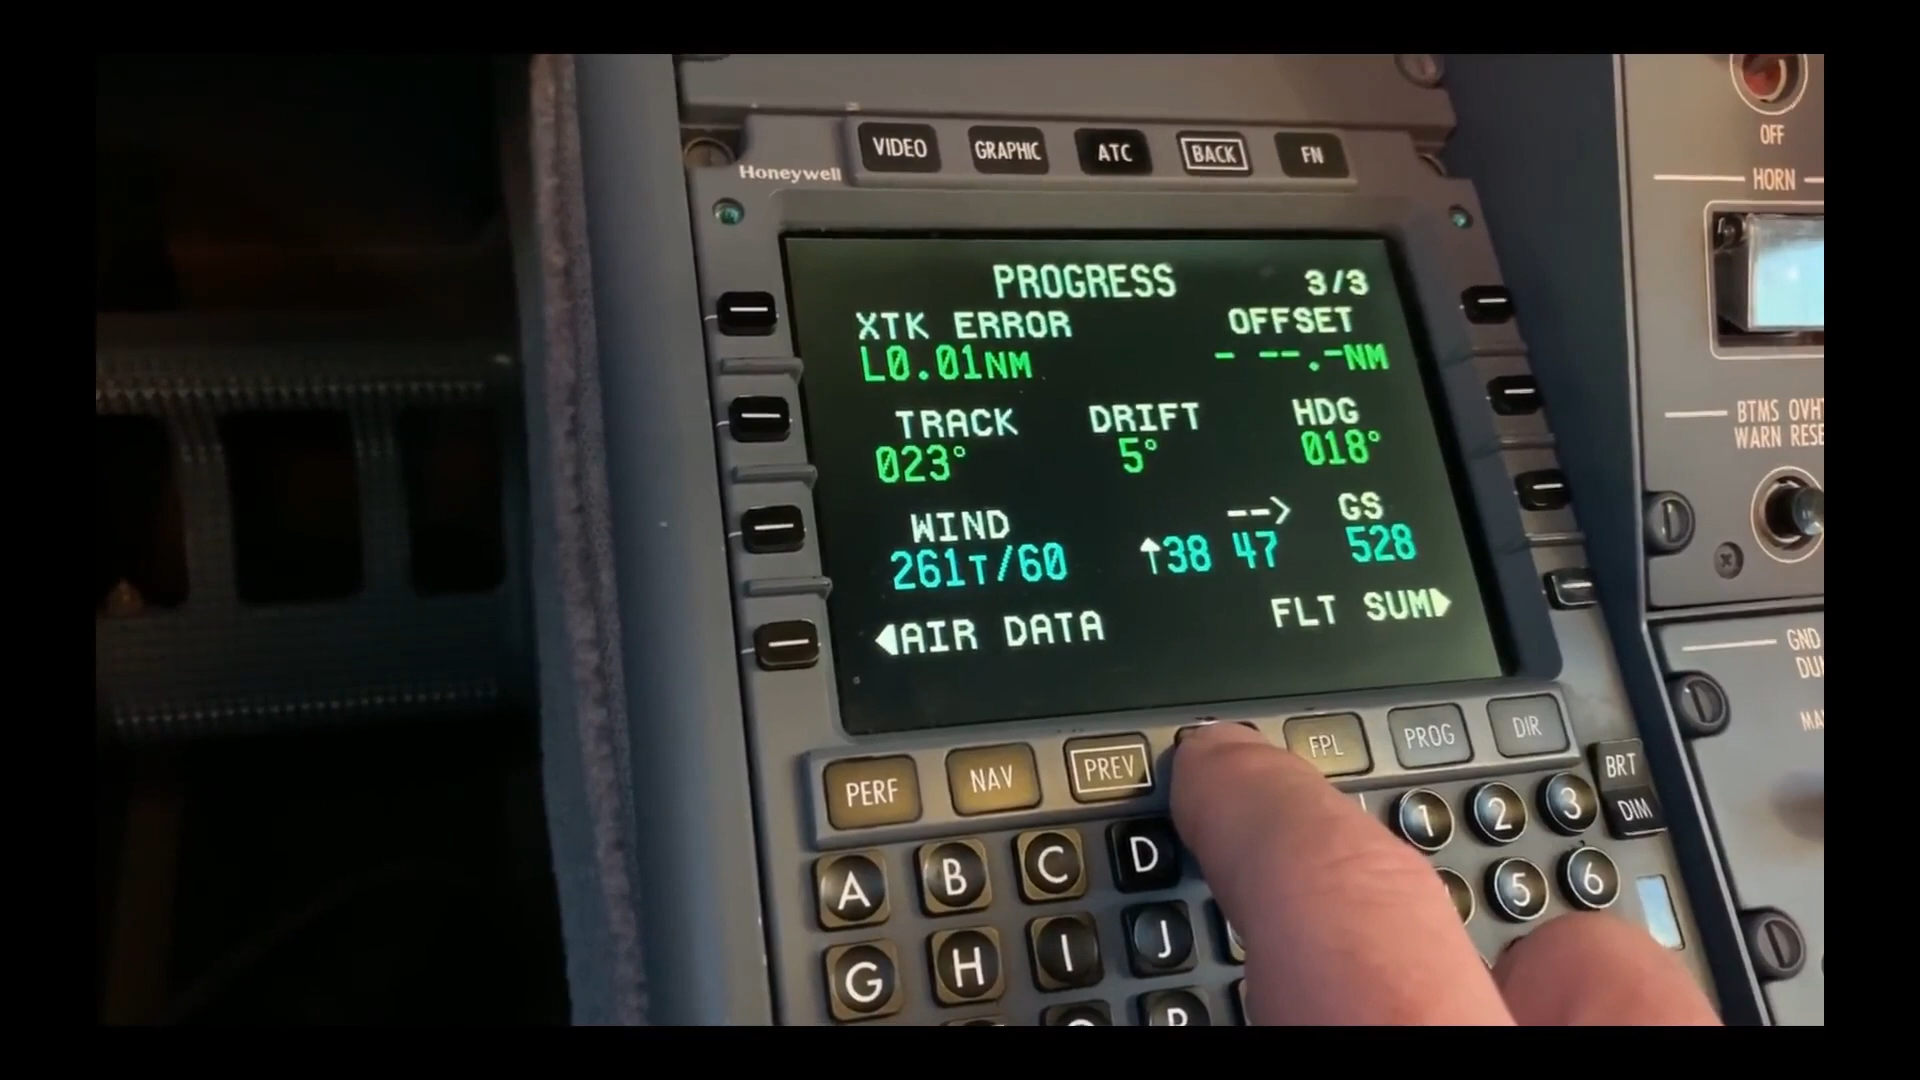 VIDEO GRAPHIC ATC BACK FN
Honeywell
OFF
HORN
PROGRESS 3/3
XTK ERROR OFFSET
L0.01NM - --.-NM
TRACK DRIFT HDG
023° 5° 018°
WIND --> GS
261T/60 ↑38 47 528
◀AIR DATA FLT SUM▶
BTMS
WARN
GND
PERF NAV PREV FPL PROG DIR
BRT
DIM
A B C D 1 2 3
5 6
G H I J